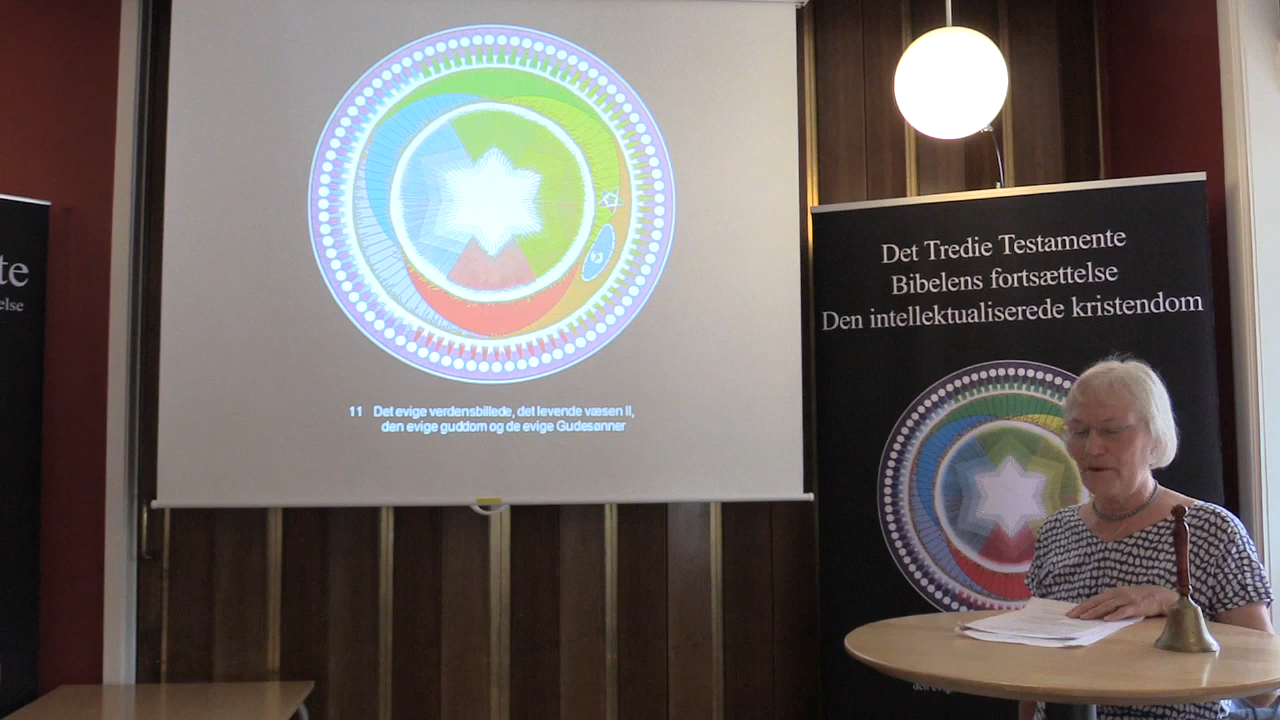 te
else
11 Det evige verdensbillede, det levende væsen II,
den evige guddom og de evige Gudesønner
Det Tredie Testamente
Bibelens fortsættelse
Den intellektualiserede kristendom